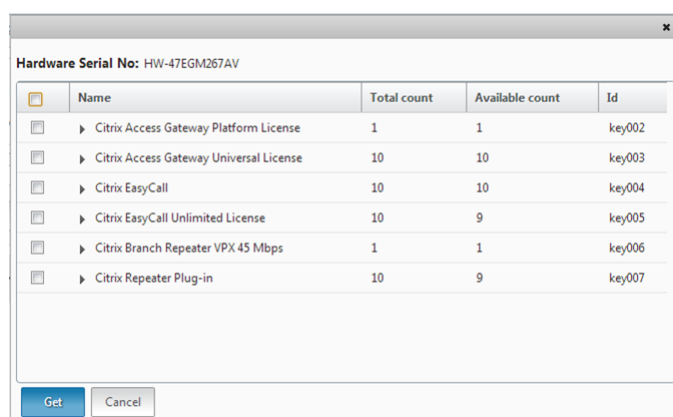 Hardware Serial No: HW-47EGM267AV
Name Total count Available count Id
Citrix Access Gateway Platform License 1 1 key002
Citrix Access Gateway Universal License 10 10 key003
Citrix EasyCall 10 10 key004
Citrix EasyCall Unlimited License 10 9 key005
Citrix Branch Repeater VPX 45 Mbps 1 1 key006
Citrix Repeater Plug-in 10 9 key007
Get Cancel